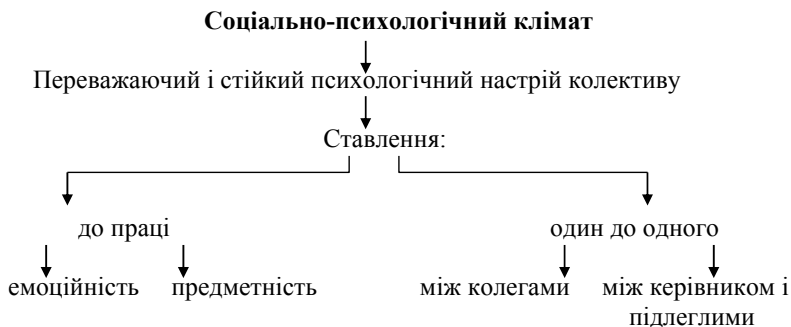 Соціально-психологічний клімат
Переважаючий і стійкий психологічний настрій колективу
Ставлення:
до праці
один до одного
емоційність
предметність
між колегами
між керівником і
підлеглими